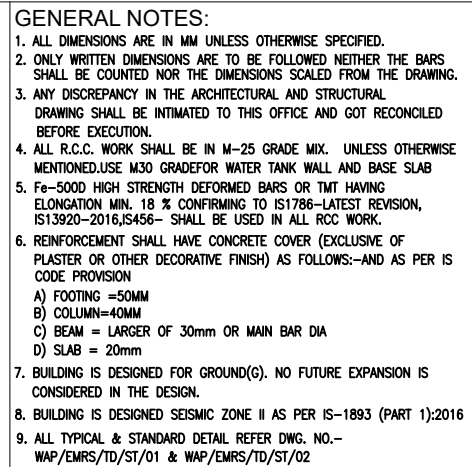 GENERAL NOTES:
1. ALL DIMENSIONS ARE IN MM UNLESS OTHERWISE SPECIFIED.
2. ONLY WRITTEN DIMENSIONS ARE TO BE FOLLOWED NEITHER THE BARS
SHALL BE COUNTED NOR THE DIMENSIONS SCALED FROM THE DRAWING.
3. ANY DISCREPANCY IN THE ARCHITECTURAL AND STRUCTURAL
DRAWING SHALL BE INTIMATED TO THIS OFFICE AND GOT RECONCILED
BEFORE EXECUTION.
4. ALL R.C.C. WORK SHALL BE IN M-25 GRADE MIX. UNLESS OTHERWISE
MENTIONED.USE M30 GRADEFOR WATER TANK WALL AND BASE SLAB
5. Fe-500D HIGH STRENGTH DEFORMED BARS OR TMT HAVING
ELONGATION MIN. 18 % CONFIRMING TO IS1786-LATEST REVISION,
IS13920-2016,IS456- SHALL BE USED IN ALL RCC WORK.
6. REINFORCEMENT SHALL HAVE CONCRETE COVER (EXCLUSIVE OF
PLASTER OR OTHER DECORATIVE FINISH) AS FOLLOWS:-AND AS PER IS
CODE PROVISION
A) FOOTING =50MM
B) COLUMN=40MM
C) BEAM = LARGER OF 30mm OR MAIN BAR DIA
D) SLAB = 20mm
7. BUILDING IS DESIGNED FOR GROUND(G). NO FUTURE EXPANSION IS
CONSIDERED IN THE DESIGN.
8. BUILDING IS DESIGNED SEISMIC ZONE II AS PER IS-1893 (PART 1):2016
9. ALL TYPICAL & STANDARD DETAIL REFER DWG. NO.-
WAP/EMRS/TD/ST/01 & WAP/EMRS/TD/ST/02